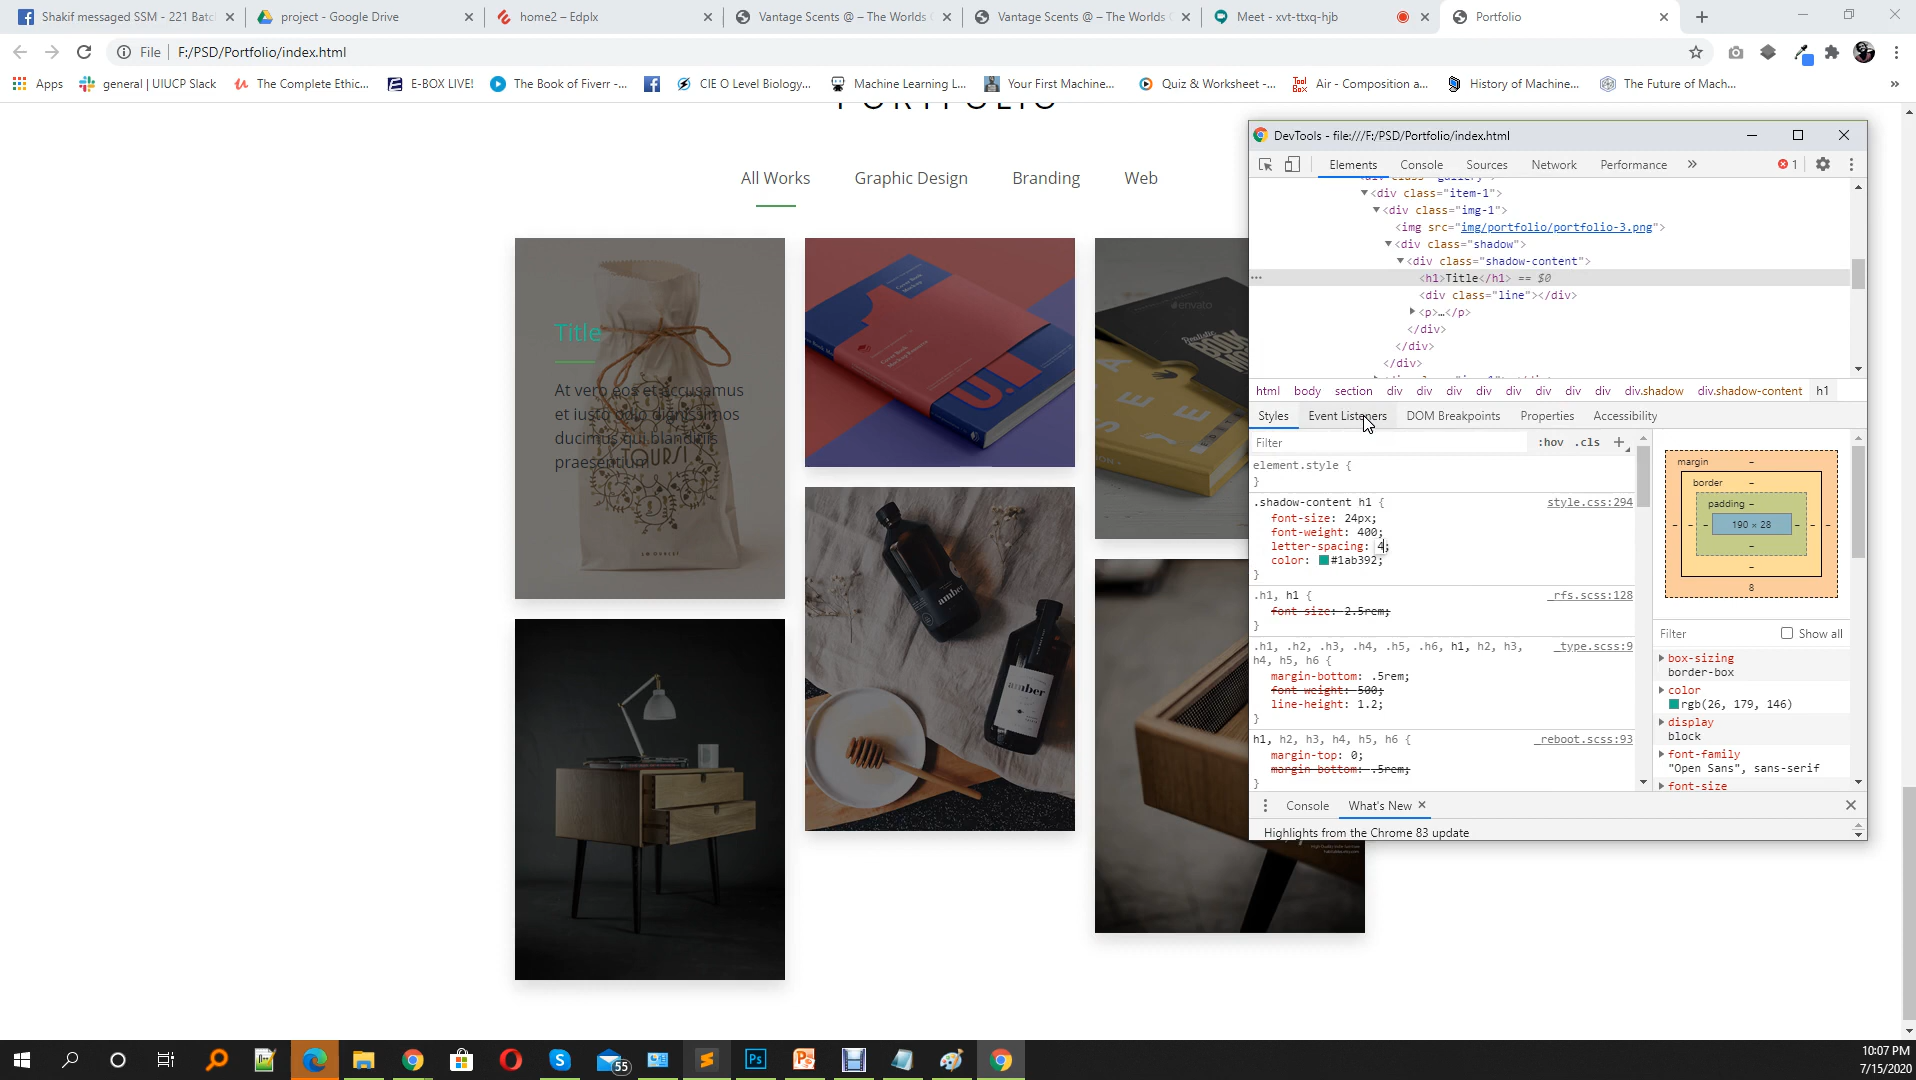 Shakif messaged SSM - 221 Batc
project - Google Drive
home2 – Edplx
Vantage Scents @ – The Worlds C
Vantage Scents @ – The Worlds C
Meet - xvt-ttxq-hjb
Portfolio
File
F:/PSD/Portfolio/index.html
Apps
general | UIUCP Slack
The Complete Ethic...
E-BOX LIVE!
The Book of Fiverr -...
CIE O Level Biology...
Machine Learning L...
Your First Machine...
Quiz & Worksheet -...
Air - Composition a...
History of Machine...
The Future of Mach...
PORTFOLIO
All Works
Graphic Design
Branding
Web
Title
At vero eos et accusamus
et iusto odio dignissimos
ducimus qui blanditiis
praesentium
TOURS!
amber
amber
envato
DevTools - file:///F:/PSD/Portfolio/index.html
Elements
Console
Sources
Network
Performance
1
<div class="gallery">
<div class="item-1">
<div class="img-1">
<img src="img/portfolio/portfolio-3.png">
<div class="shadow">
<div class="shadow-content">
<h1>Title</h1> == $0
<div class="line"></div>
<p>…</p>
</div>
</div>
</div>
html body section div div div div div div div div div.shadow div.shadow-content h1
Styles
Event Listeners
DOM Breakpoints
Properties
Accessibility
Filter
:hov .cls +
element.style {
}
.shadow-content h1 {
style.css:294
font-size: 24px;
font-weight: 400;
letter-spacing: 4;
color: #1ab392;
}
.h1, h1 {
_rfs.scss:128
font-size: 2.5rem;
}
.h1, .h2, .h3, .h4, .h5, .h6, h1, h2, h3,
_type.scss:9
h4, h5, h6 {
margin-bottom: .5rem;
font-weight: 500;
line-height: 1.2;
}
h1, h2, h3, h4, h5, h6 {
_reboot.scss:93
margin-top: 0;
margin-bottom: .5rem;
}
margin
border
padding
190 × 28
8
Filter
Show all
box-sizing
border-box
color
rgb(26, 179, 146)
display
block
font-family
"Open Sans", sans-serif
font-size
Console
What's New
Highlights from the Chrome 83 update
55
10:07 PM
7/15/2020